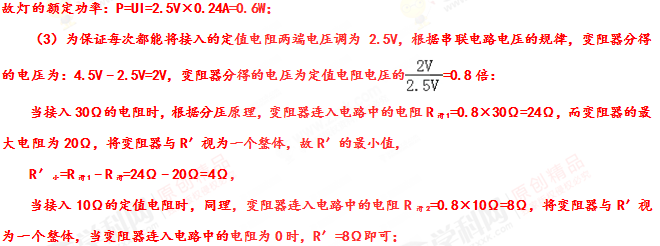 故灯的额定功率：P=UI=2.5V×0.24A=0.6W；
（3）为保证每次都能将接入的定值电阻两端电压调为 2.5V，根据串联电路电压的规律，变阻器分得
的电压为：4.5V﹣2.5V=2V，变阻器分得的电压为定值电阻电压的2V/2.5V=0.8 倍：
当接入 30Ω的电阻时，根据分压原理，变阻器连入电路中的电阻 R滑1=0.8×30Ω=24Ω，而变阻器的最
大电阻为 20Ω，将变阻器与 R′视为一个整体，故 R′的最小值，
R′小=R滑1﹣R滑=24Ω﹣20Ω=4Ω，
当接入 10Ω的定值电阻时，同理，变阻器连入电路中的电阻 R滑2=0.8×10Ω=8Ω，将变阻器与 R′视
为一个整体，当变阻器连入电路中的电阻为 0 时，R′=8Ω即可；